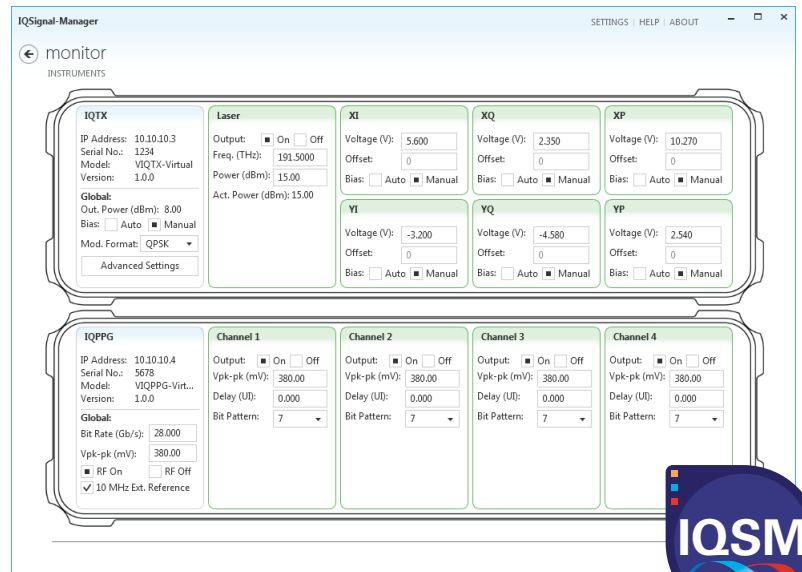 IQSignal-Manager
SETTINGS | HELP | ABOUT
monitor
INSTRUMENTS
IQTX
IP Address: 10.10.10.3
Serial No.: 1234
Model: VIQTX-Virtual
Version: 1.0.0
Global:
Out. Power (dBm): 8.00
Bias: Auto Manual
Mod. Format: QPSK
Advanced Settings
Laser
Output: On Off
Freq. (THz): 191.5000
Power (dBm): 15.00
Act. Power (dBm): 15.00
XI
Voltage (V): 5.600
Offset: 0
Bias: Auto Manual
XQ
Voltage (V): 2.350
Offset: 0
Bias: Auto Manual
XP
Voltage (V): 10.270
Offset: 0
Bias: Auto Manual
YI
Voltage (V): -3.200
Offset: 0
Bias: Auto Manual
YQ
Voltage (V): -4.580
Offset: 0
Bias: Auto Manual
YP
Voltage (V): 2.540
Offset: 0
Bias: Auto Manual
IQPPG
IP Address: 10.10.10.4
Serial No.: 5678
Model: VIQPPG-Virt...
Version: 1.0.0
Global:
Bit Rate (Gb/s): 28.000
Vpk-pk (mV): 380.00
RF On RF Off
10 MHz Ext. Reference
Channel 1
Output: On Off
Vpk-pk (mV): 380.00
Delay (UI): 0.000
Bit Pattern: 7
Channel 2
Output: On Off
Vpk-pk (mV): 380.00
Delay (UI): 0.000
Bit Pattern: 7
Channel 3
Output: On Off
Vpk-pk (mV): 380.00
Delay (UI): 0.000
Bit Pattern: 7
Channel 4
Output: On Off
Vpk-pk (mV): 380.00
Delay (UI): 0.000
Bit Pattern: 7
IQSM